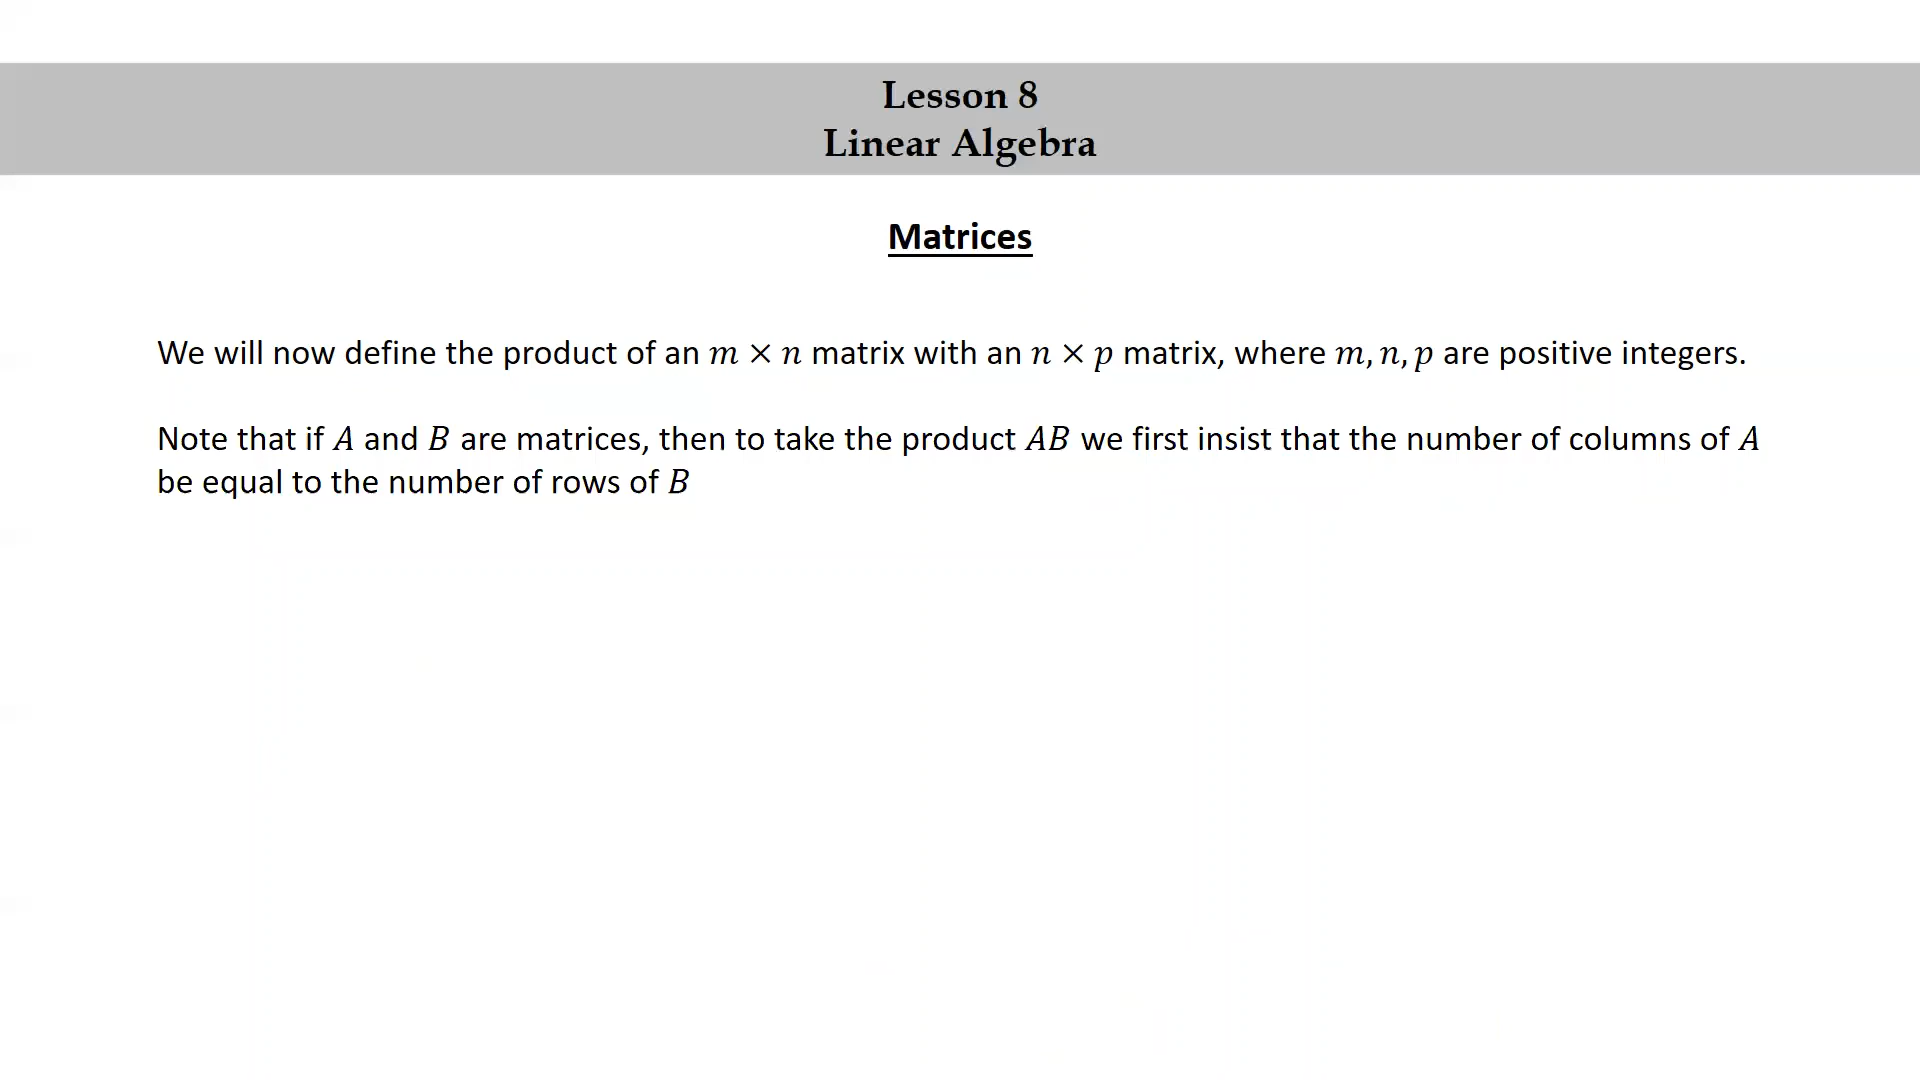 Lesson 8
Linear Algebra
Matrices
We will now define the product of an m × n matrix with an n × p matrix, where m, n, p are positive integers.
Note that if A and B are matrices, then to take the product AB we first insist that the number of columns of A
be equal to the number of rows of B